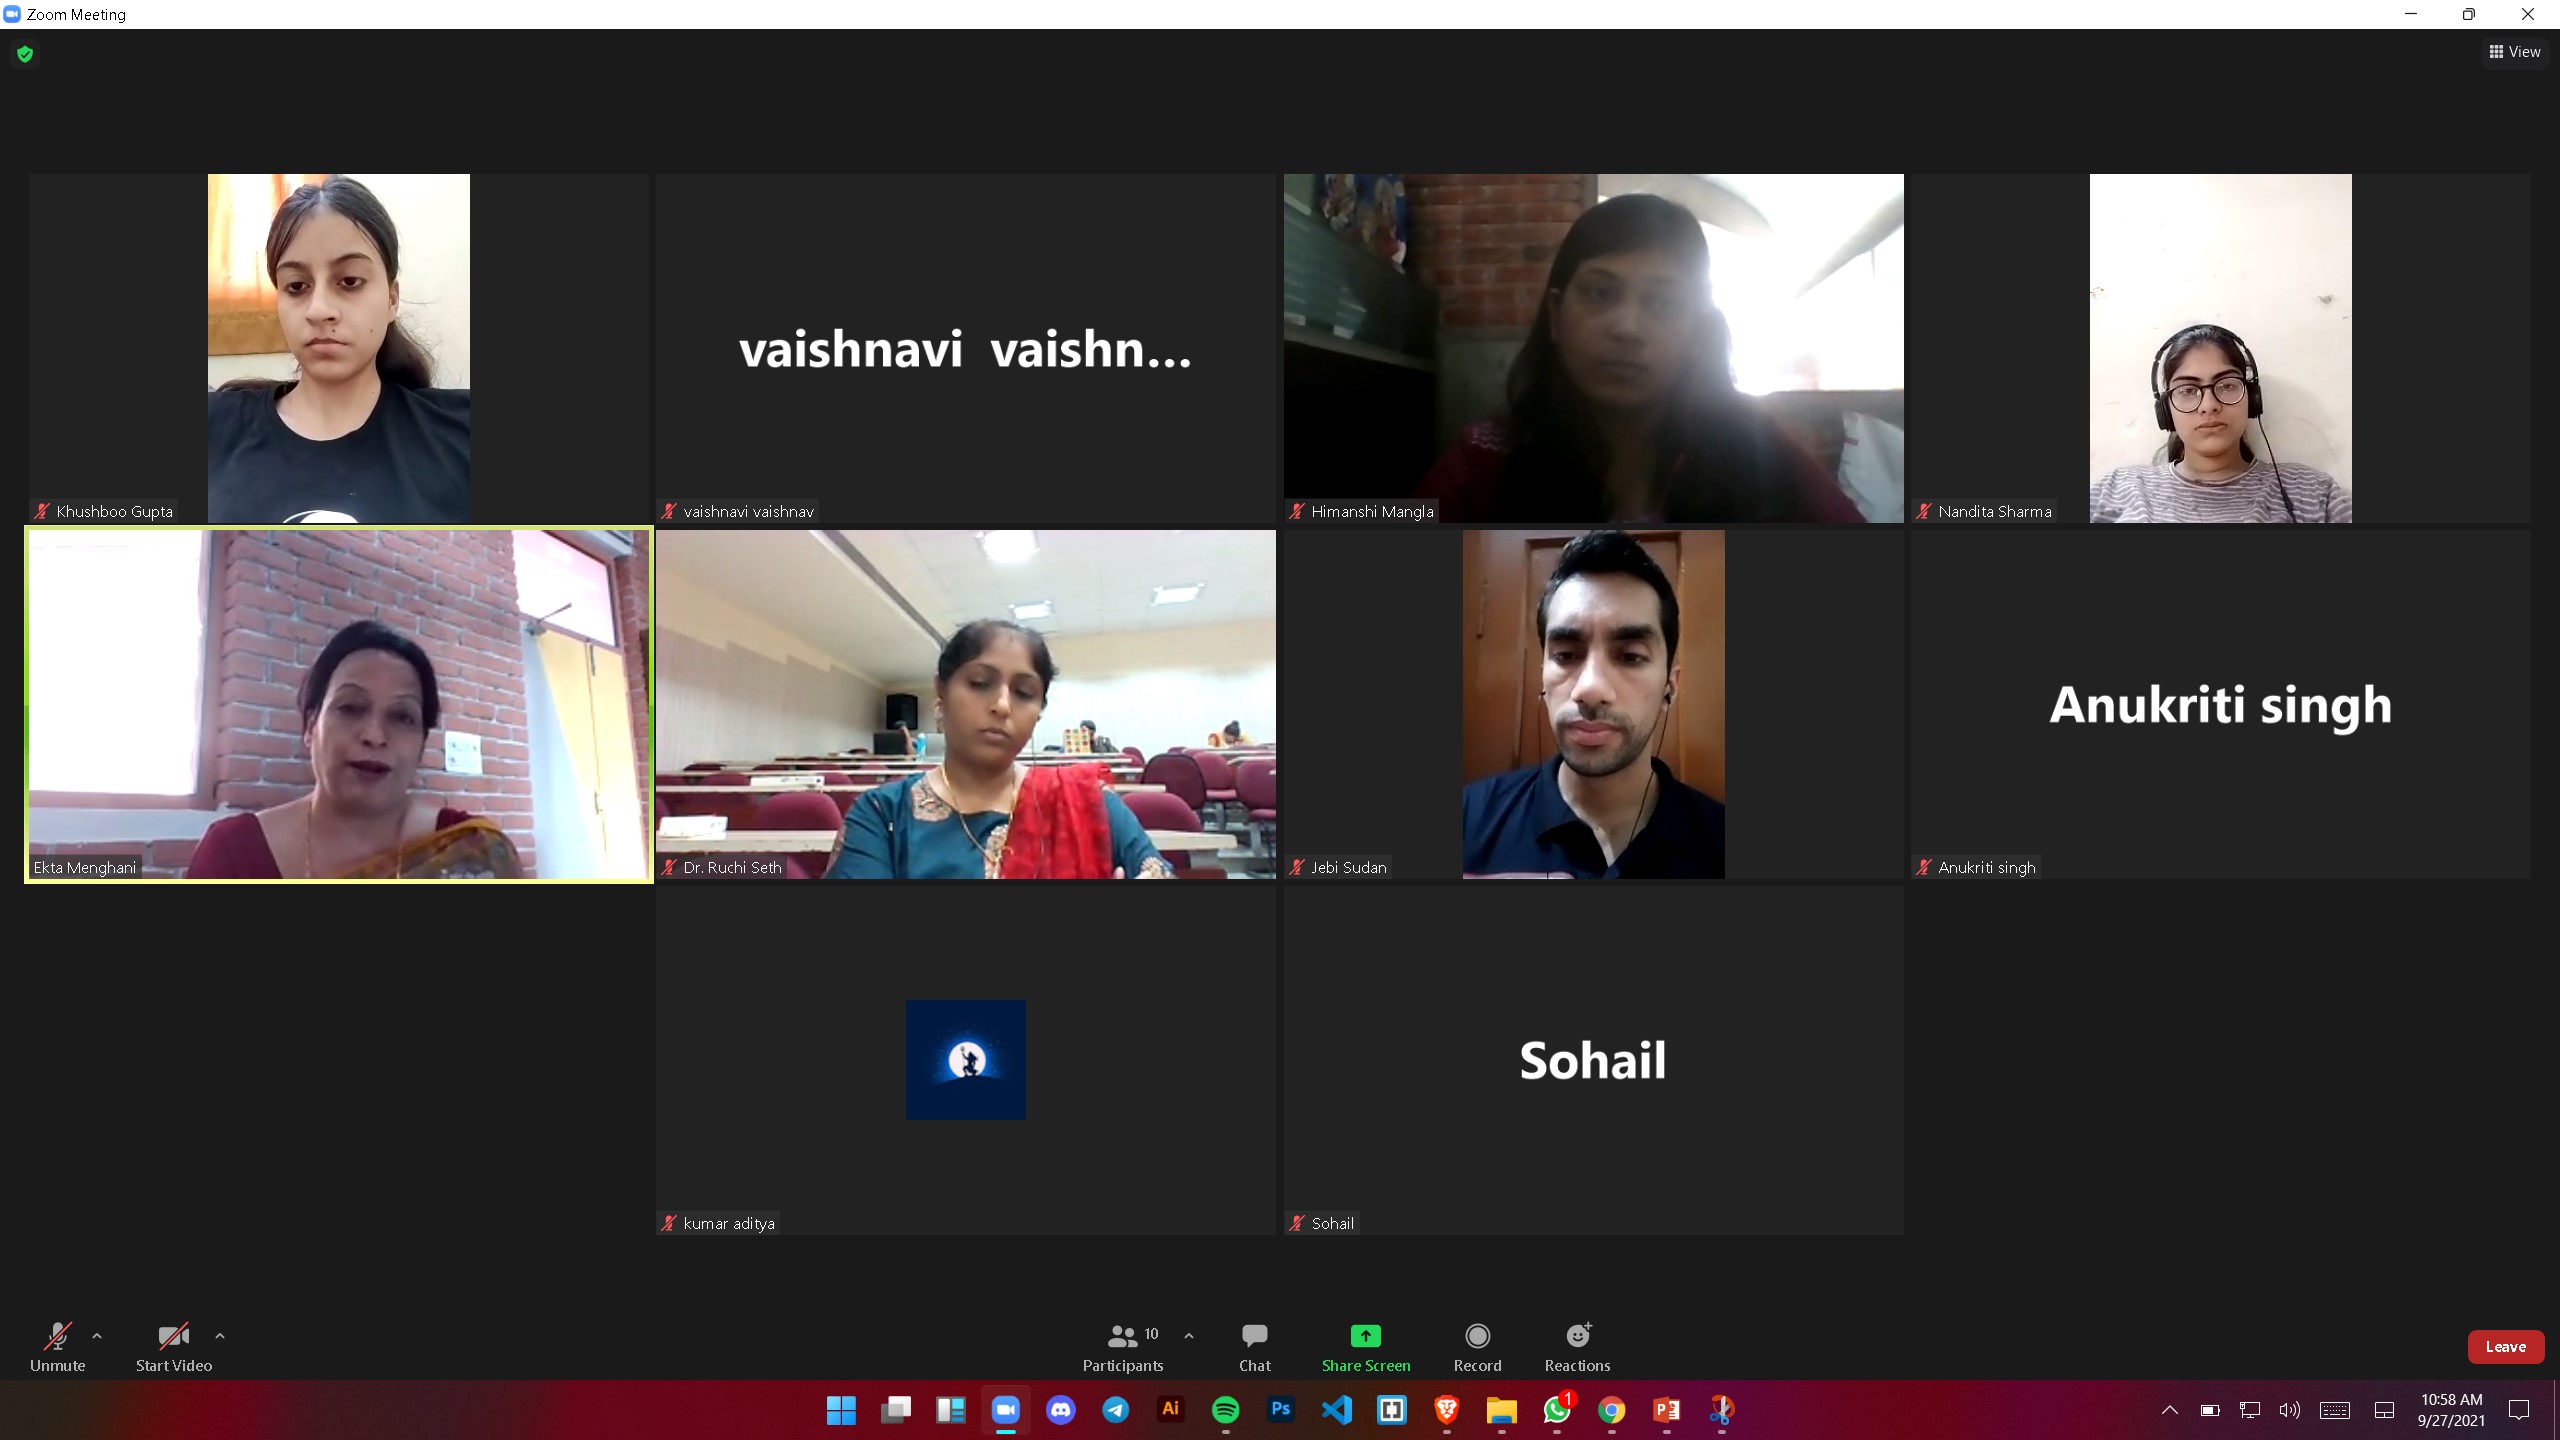 Zoom Meeting
View
vaishnavi vaishn...
Khushboo Gupta
vaishnavi vaishnav
Himanshi Mangla
Nandita Sharma
Anukriti singh
Ekta Menghani
Dr. Ruchi Seth
Jebi Sudan
Anukriti singh
Sohail
kumar aditya
Sohail
10
Unmute
Start Video
Participants
Chat
Share Screen
Record
Reactions
Leave
Ai
Ps
1
P
10:58 AM
9/27/2021